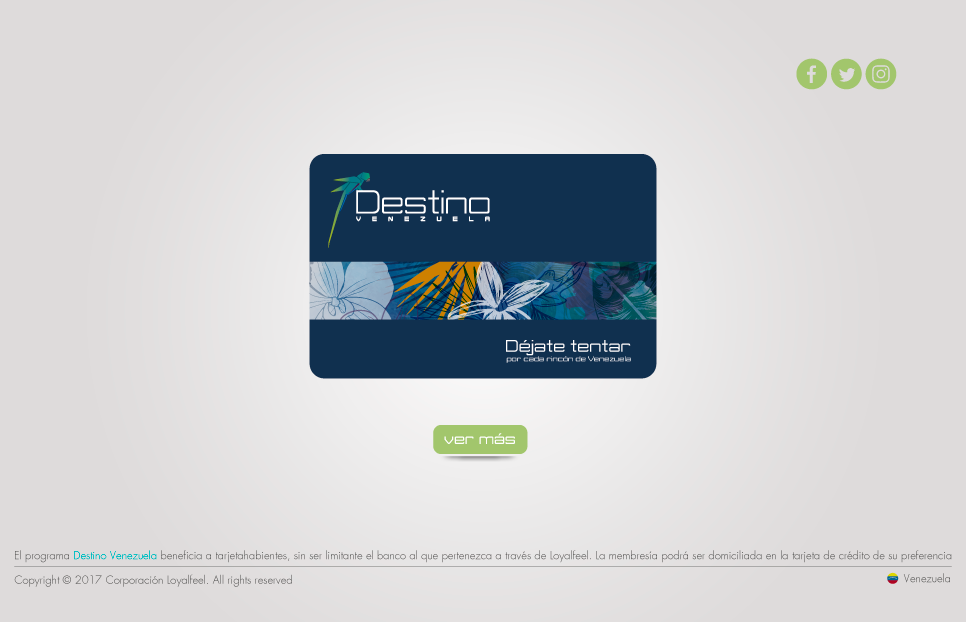 Destino
VENEZUELA
Déjate tentar
por cada rincón de Venezuela
ver más
El programa Destino Venezuela beneficia a tarjetahabientes, sin ser limitante el banco al que pertenezca a través de Loyalfeel. La membresía podrá ser domiciliada en la tarjeta de crédito de su preferencia
Copyright © 2017 Corporación Loyalfeel. All rights reserved
Venezuela